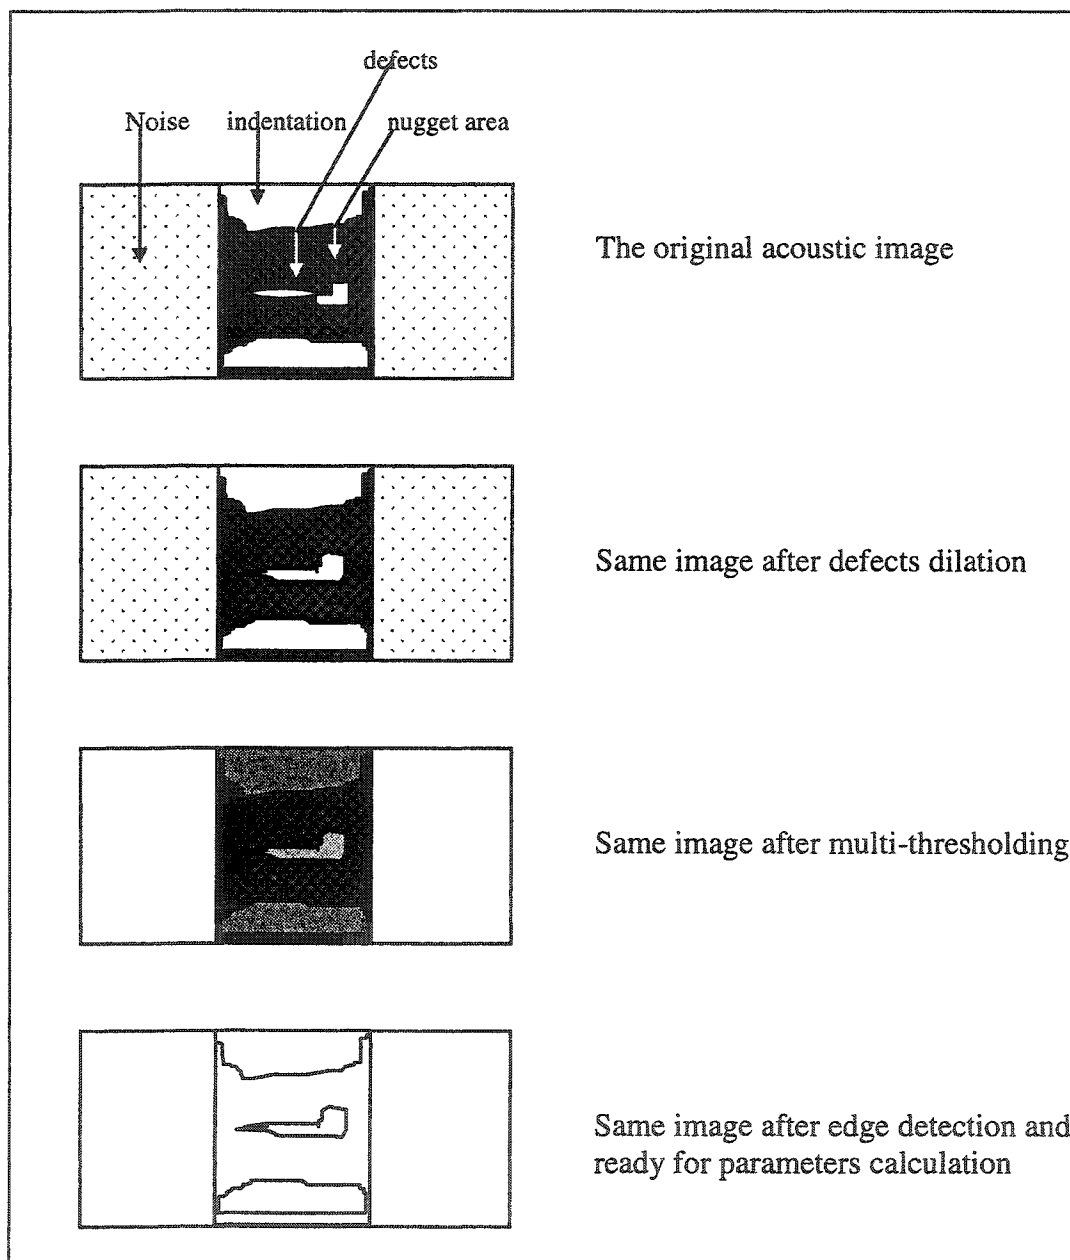 defects
Noise indentation nugget area
The original acoustic image
Same image after defects dilation
Same image after multi-thresholding
Same image after edge detection and
ready for parameters calculation